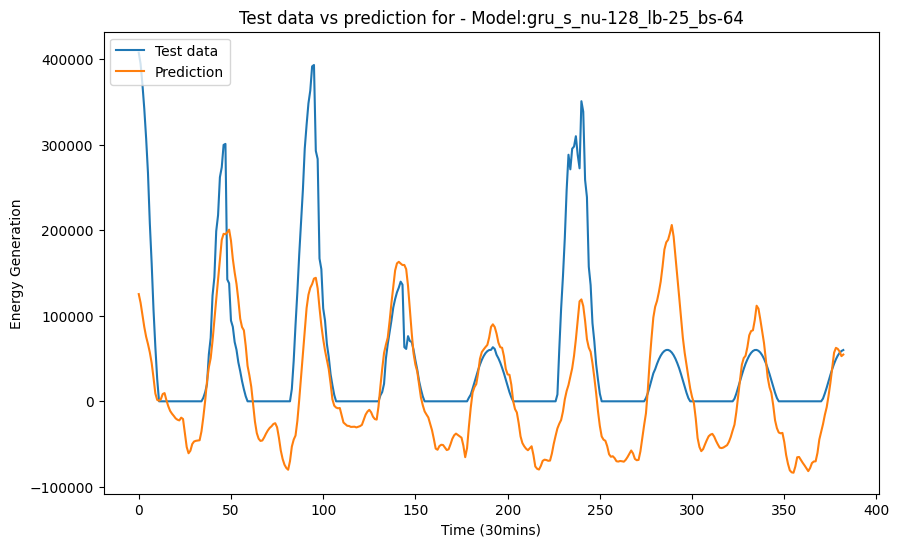 Test data vs prediction for - Model:gru_s_nu-128_lb-25_bs-64
Test data
Prediction
400000
300000
200000
100000
0
−100000
Energy Generation
0 50 100 150 200 250 300 350 400
Time (30mins)